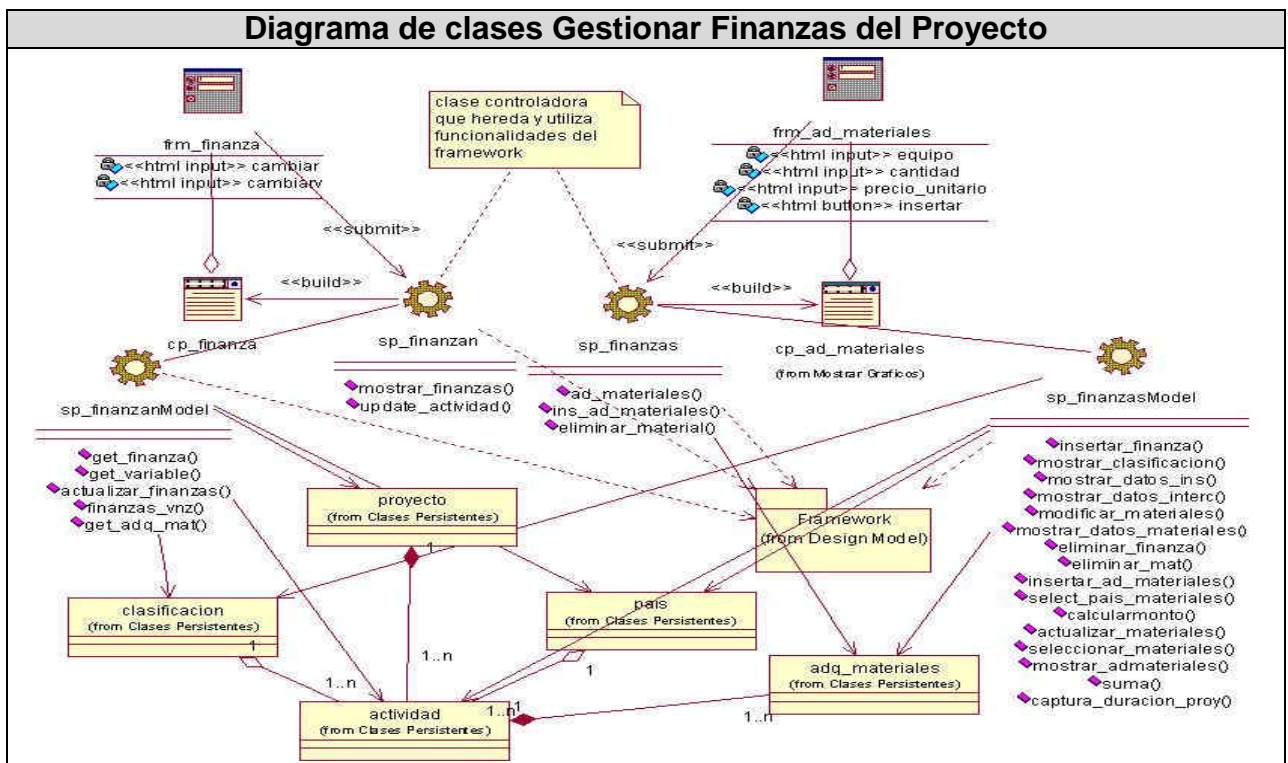 Diagrama de clases Gestionar Finanzas del Proyecto
clase controladora
que hereda y utiliza
funcionalidades del
framework
frm_finanza
<<html input>> cambiar
<<html input>> cambiarv
frm_ad_materiales
<<html input>> equipo
<<html input>> cantidad
<<html input>> precio_unitario
<<html button>> insertar
<<submit>>
<<submit>>
<<build>>
<<build>>
cp_finanza
sp_finanzan
mostrar_finanzas()
update_actividad()
sp_finanzas
ad_materiales()
ins_ad_materiales()
eliminar_material()
cp_ad_materiales
(from Mostrar Graficos)
sp_finanzanModel
get_finanza()
get_variable()
actualizar_finanzas()
finanzas_vnz()
get_adq_mat()
sp_finanzasModel
insertar_finanza()
mostrar_clasificacion()
mostrar_datos_ins()
mostrar_datos_interc()
modificar_materiales()
mostrar_datos_materiales()
eliminar_finanza()
eliminar_mat()
insertar_ad_materiales()
select_pais_materiales()
calcularmonto()
actualizar_materiales()
seleccionar_materiales()
mostrar_admateriales()
suma()
captura_duracion_proy()
proyecto
(from Clases Persistentes)
1
Framework
(from Design Model)
clasificacion
(from Clases Persistentes)
1
pais
(from Clases Persistentes)
1
1..n
1..n
adq_materiales
(from Clases Persistentes)
1..n
actividad
(from Clases Persistentes)
1..n
1